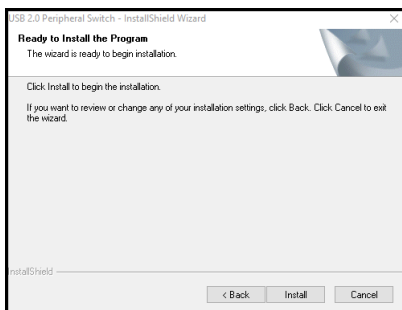 USB 2.0 Peripheral Switch - InstallShield Wizard
Ready to Install the Program
The wizard is ready to begin installation.
Click Install to begin the installation.
If you want to review or change any of your installation settings, click Back. Click Cancel to exit
the wizard.
InstallShield
< Back Install Cancel